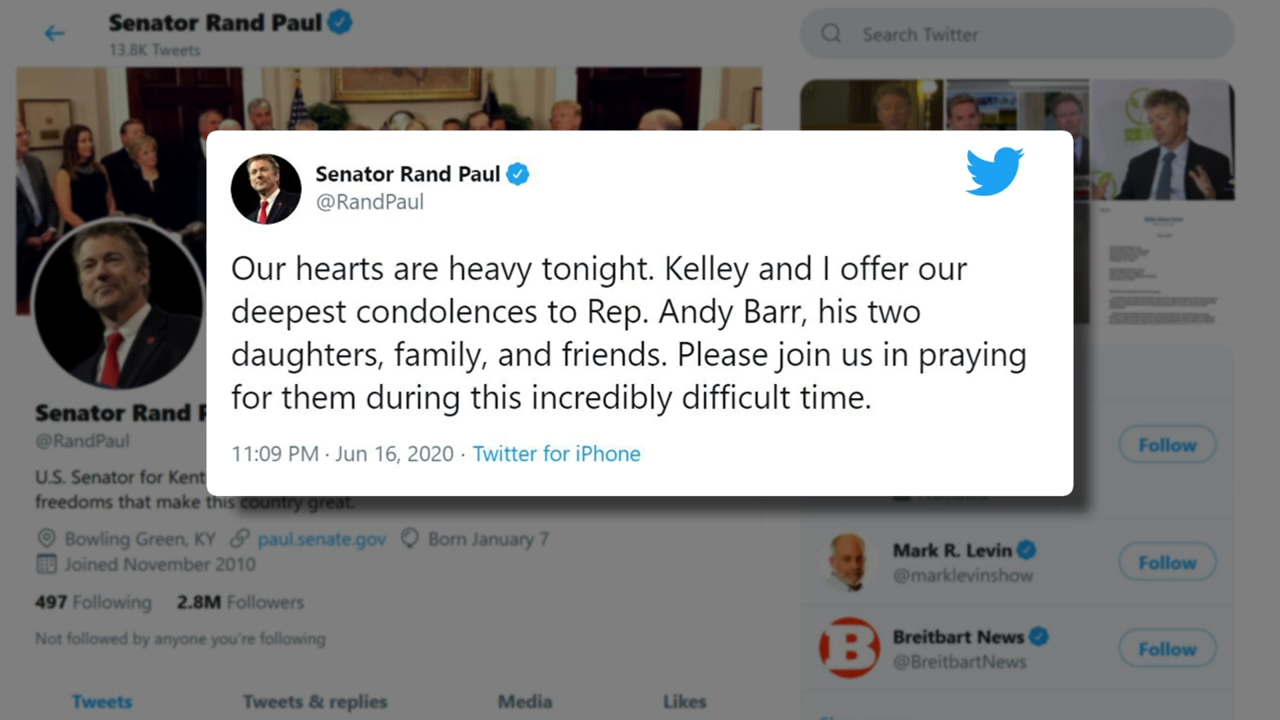 Senator Rand Paul
13.8K Tweets
Search Twitter
Senator Rand Paul
@RandPaul
Our hearts are heavy tonight. Kelley and I offer our
deepest condolences to Rep. Andy Barr, his two
daughters, family, and friends. Please join us in praying
for them during this incredibly difficult time.
11:09 PM · Jun 16, 2020 · Twitter for iPhone
Senator Rand P
@RandPaul
U.S. Senator for Kent
freedoms that make this country great.
Bowling Green, KY paul.senate.gov Born January 7
Joined November 2010
497 Following 2.8M Followers
Not followed by anyone you're following
Tweets Tweets & replies Media Likes
Follow
Mark R. Levin
@marklevinshow
Follow
Breitbart News
@BreitbartNews
Follow